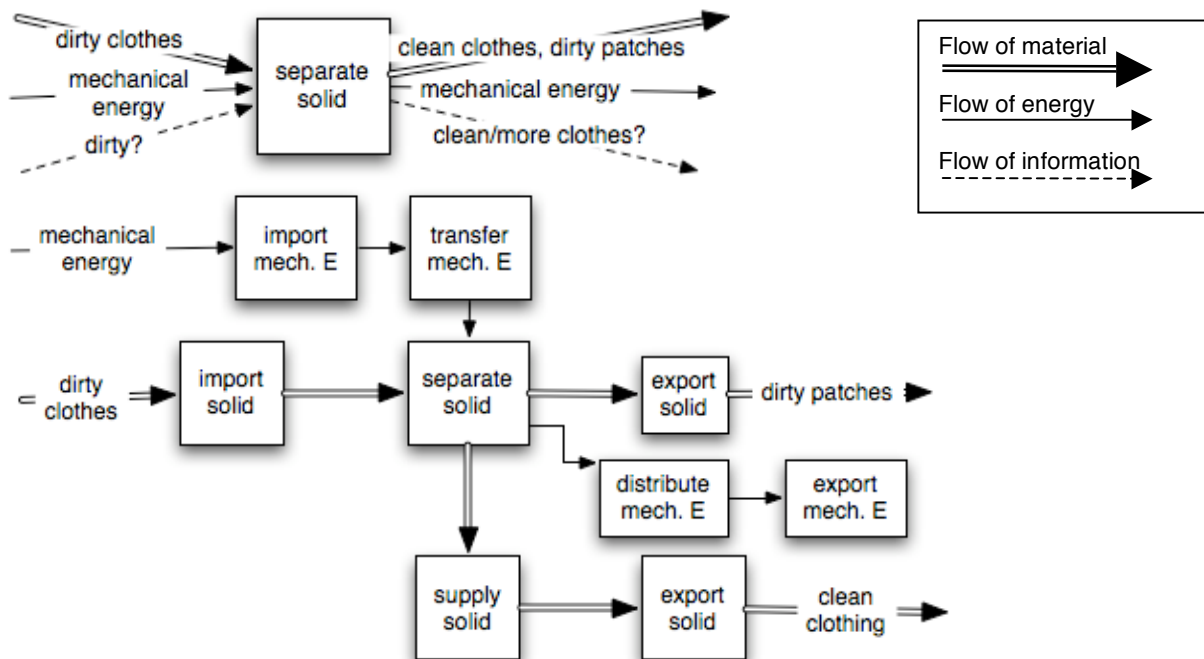 dirty clothes
mechanical
energy
dirty?
separate
solid
clean clothes, dirty patches
mechanical energy
clean/more clothes?
Flow of material
Flow of energy
Flow of information
mechanical
energy
import
mech. E
transfer
mech. E
dirty
clothes
import
solid
separate
solid
export
solid
dirty patches
distribute
mech. E
export
mech. E
supply
solid
export
solid
clean
clothing